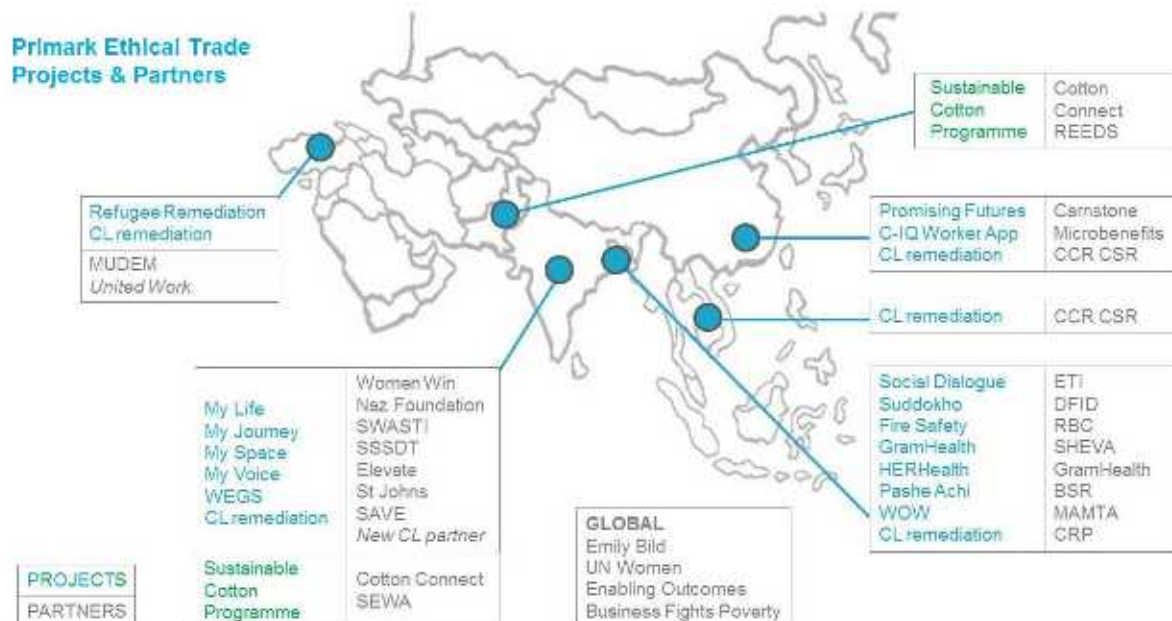 Primark Ethical Trade
Projects & Partners
Sustainable
Cotton
Programme
Cotton
Connect
REEDS
Refugee Remediation
CL remediation
MUDEM
United Work
Promising Futures
C-IQ Worker App
CL remediation
Carnstone
Microbenefits
CCR CSR
CL remediation
CCR CSR
Social Dialogue
Suddokho
Fire Safety
GramHealth
HERHealth
Pashe Achi
WOW
CL remediation
ETI
DFID
RBC
SHEVA
GramHealth
BSR
MAMTA
CRP
My Life
My Journey
My Space
My Voice
WEGS
CL remediation
Women Win
Naz Foundation
SWASTI
SSSDT
Elevate
St Johns
SAVE
New CL partner
Sustainable
Cotton
Programme
Cotton Connect
SEWA
GLOBAL
Emily Bild
UN Women
Enabling Outcomes
Business Fights Poverty
PROJECTS
PARTNERS